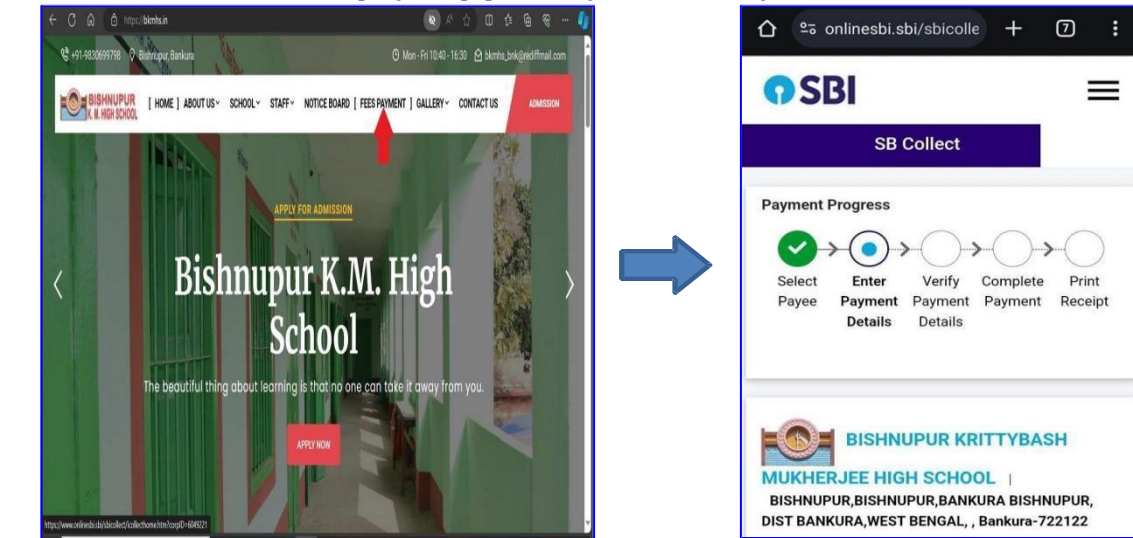 https://bkmhs.in
+91-9830699798 Bishnupur, Bankura Mon - Fri 10:40 - 16:30 bkmhs_bnk@rediffmail.com
BISHNUPUR
K. M. HIGH SCHOOL
[ HOME ] ABOUT US SCHOOL STAFF NOTICE BOARD [ FEES PAYMENT ] GALLERY CONTACT US ADMISSION
APPLY FOR ADMISSION
Bishnupur K.M. High
School
The beautiful thing about learning is that no one can take it away from you.
APPLY NOW
https://www.onlinesbi.sbi/sbicollect/icollecthome.htm?corpID=6049221
onlinesbi.sbi/sbicolle
7
SBI
SB Collect
Payment Progress
Select Enter Verify Complete Print
Payee Payment Payment Payment Receipt
Details Details
BISHNUPUR KRITTYBASH
MUKHERJEE HIGH SCHOOL |
BISHNUPUR,BISHNUPUR,BANKURA BISHNUPUR,
DIST BANKURA,WEST BENGAL, , Bankura-722122